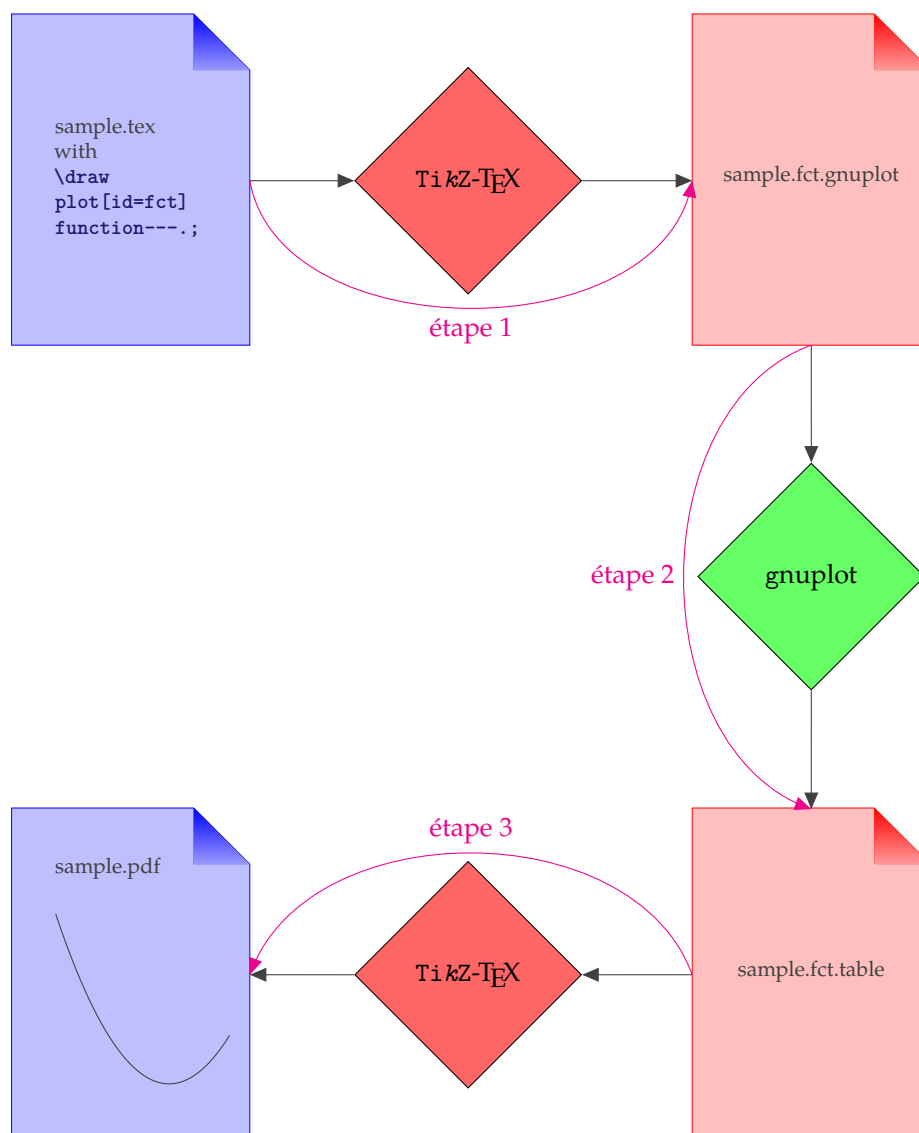 sample.tex
with
\draw
plot[id=fct]
function---.;
TikZ-TEX
sample.fct.gnuplot
étape 1
étape 2
gnuplot
étape 3
sample.pdf
TikZ-TEX
sample.fct.table